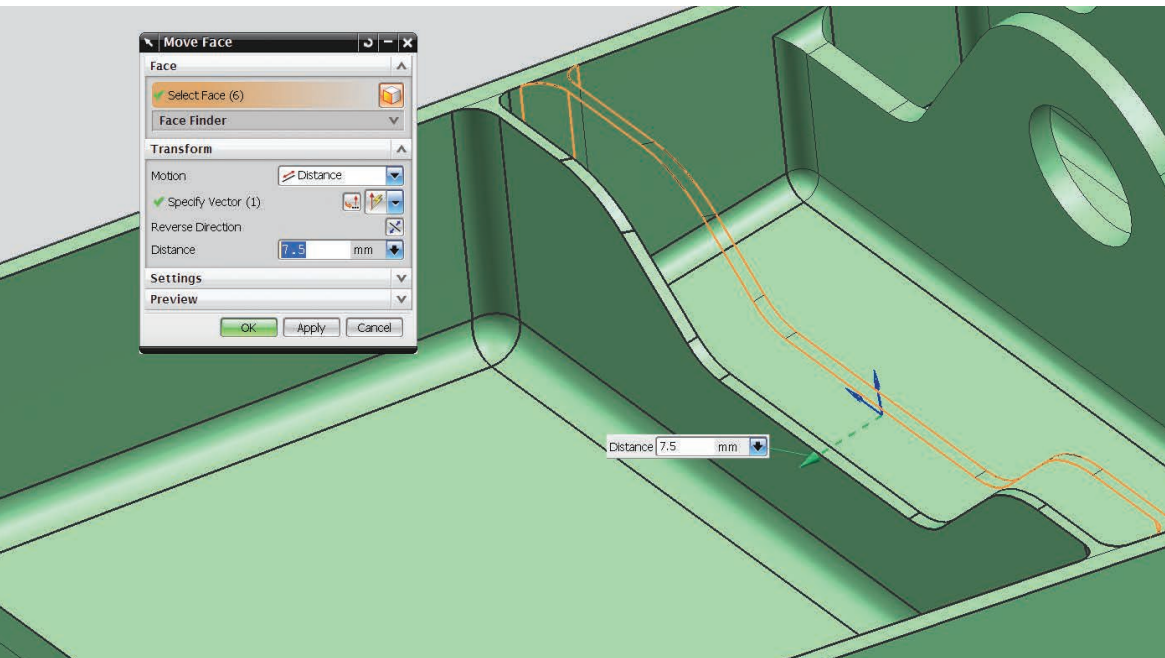 Move Face
Face
Select Face (6)
Face Finder
Transform
Motion Distance
Specify Vector (1)
Reverse Direction
Distance 7.5 mm
Settings
Preview
OK Apply Cancel
Distance 7.5 mm